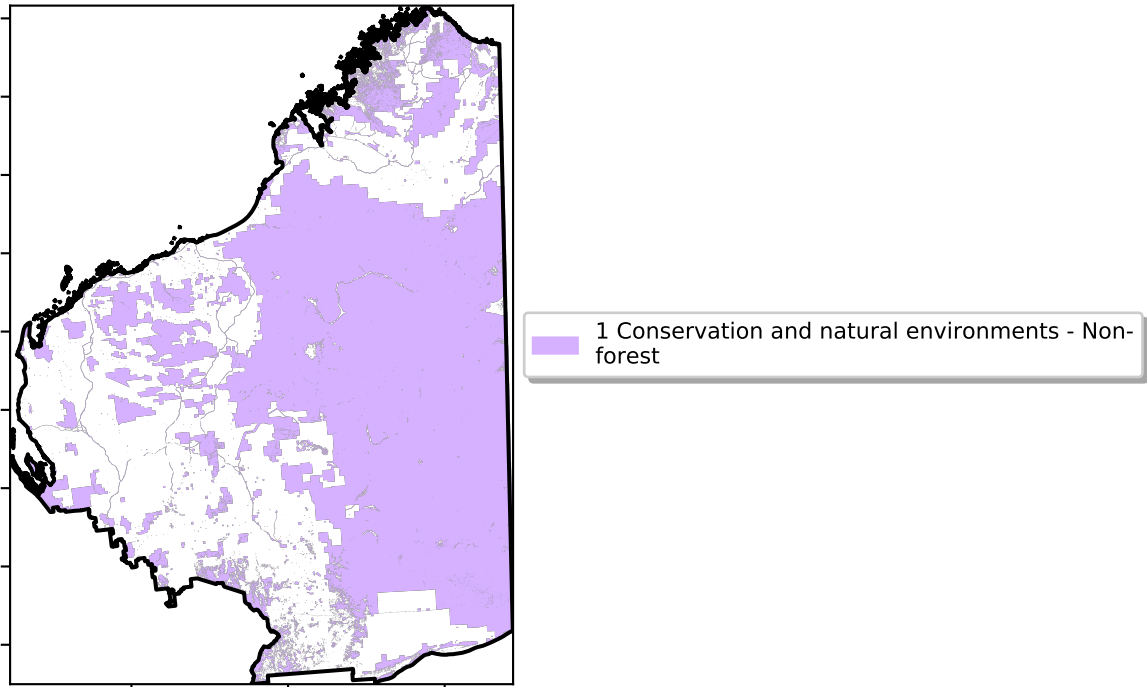 1 Conservation and natural environments - Non-
forest